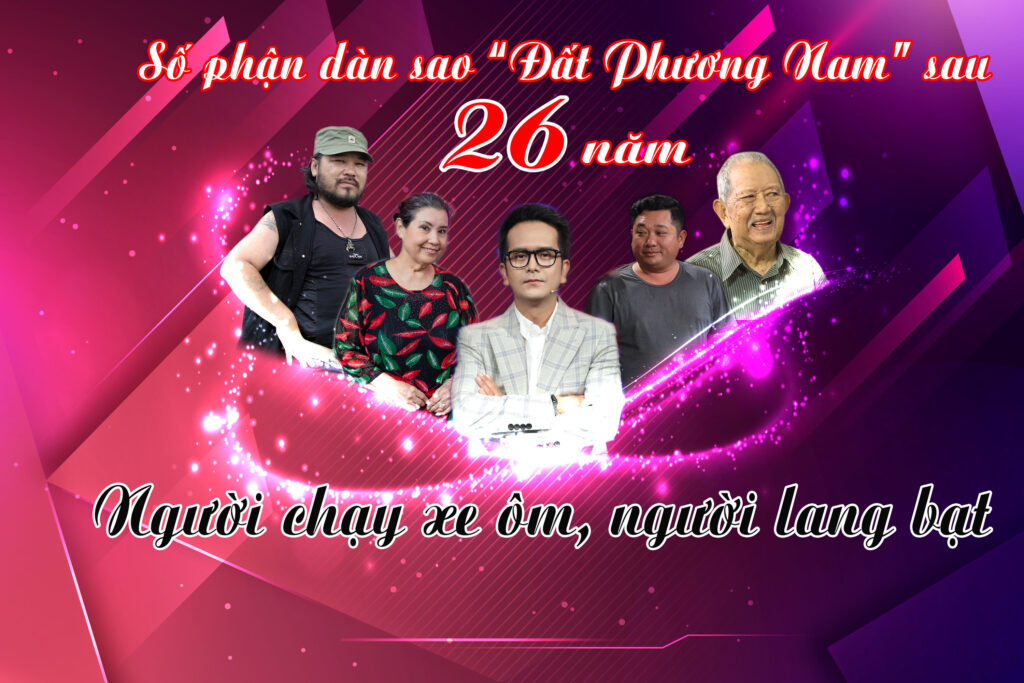 Số phận dàn sao “Đất Phương Nam” sau
26 năm
Người chạy xe ôm, người lang bạt